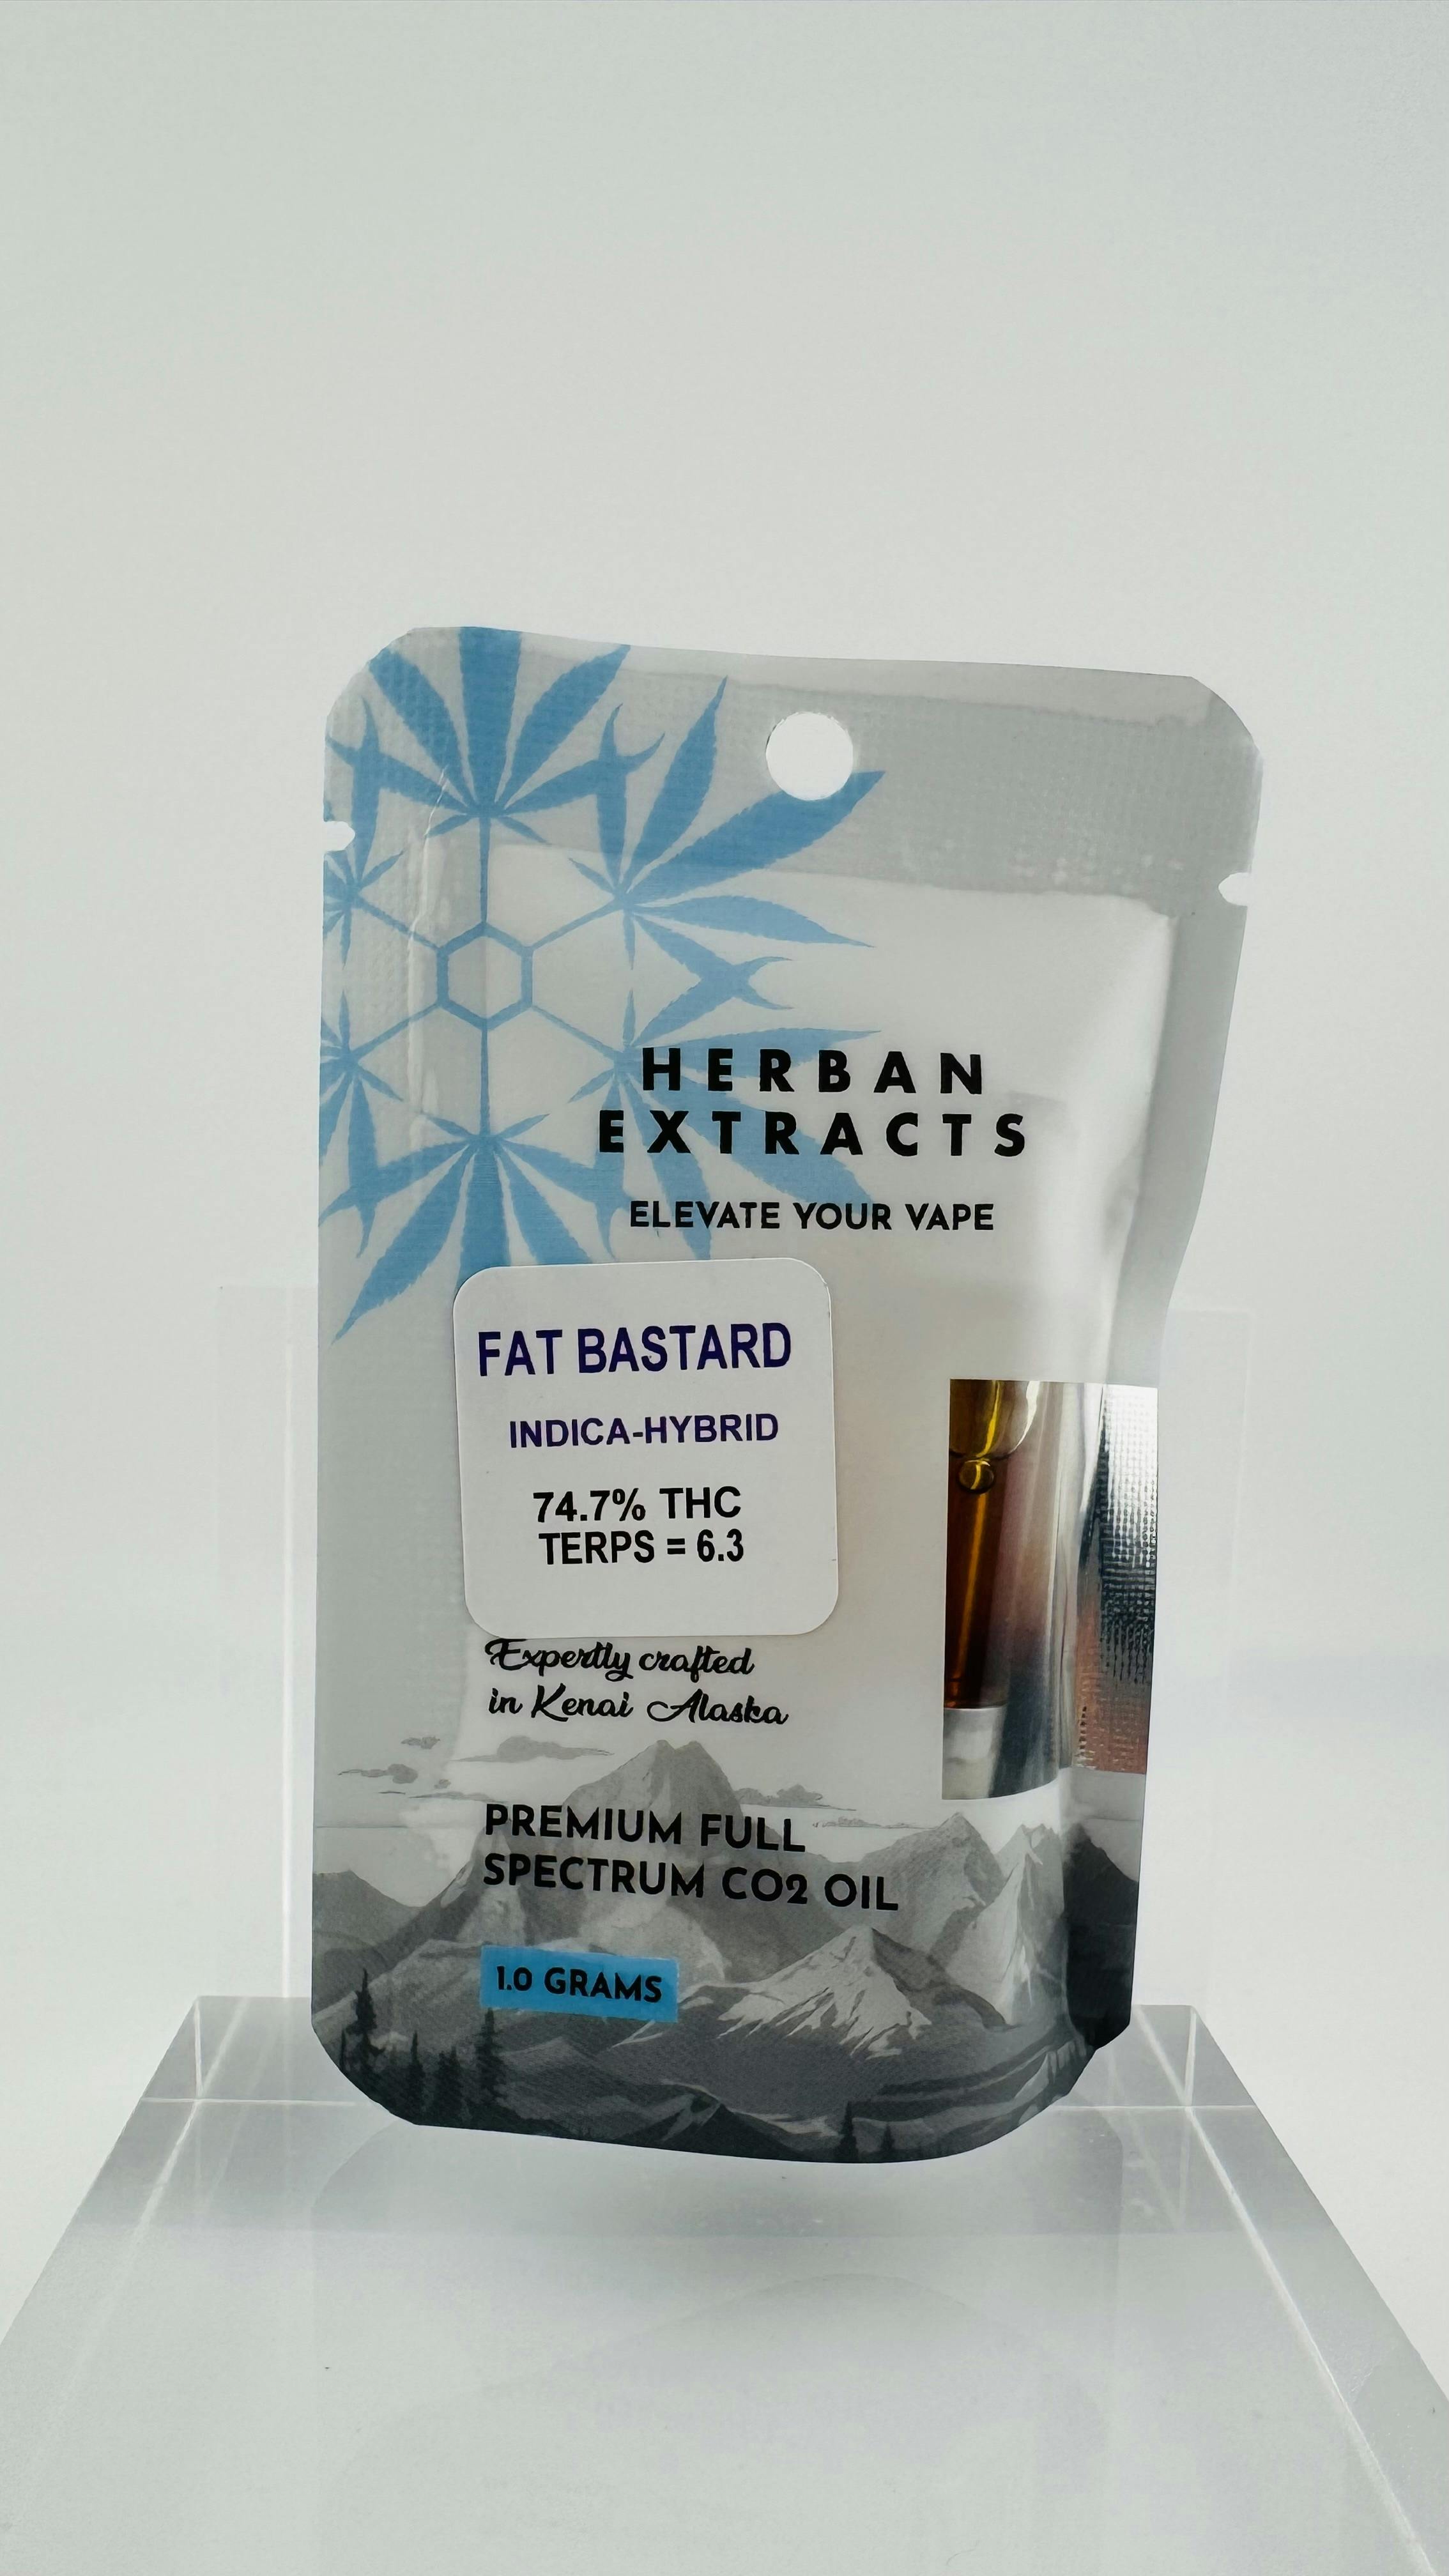 HERBAN
EXTRACTS
ELEVATE YOUR VAPE
FAT BASTARD
INDICA-HYBRID
74.7% THC
TERPS = 6.3
Expertly crafted
in Kenai Alaska
PREMIUM FULL
SPECTRUM CO2 OIL
1.0 GRAMS